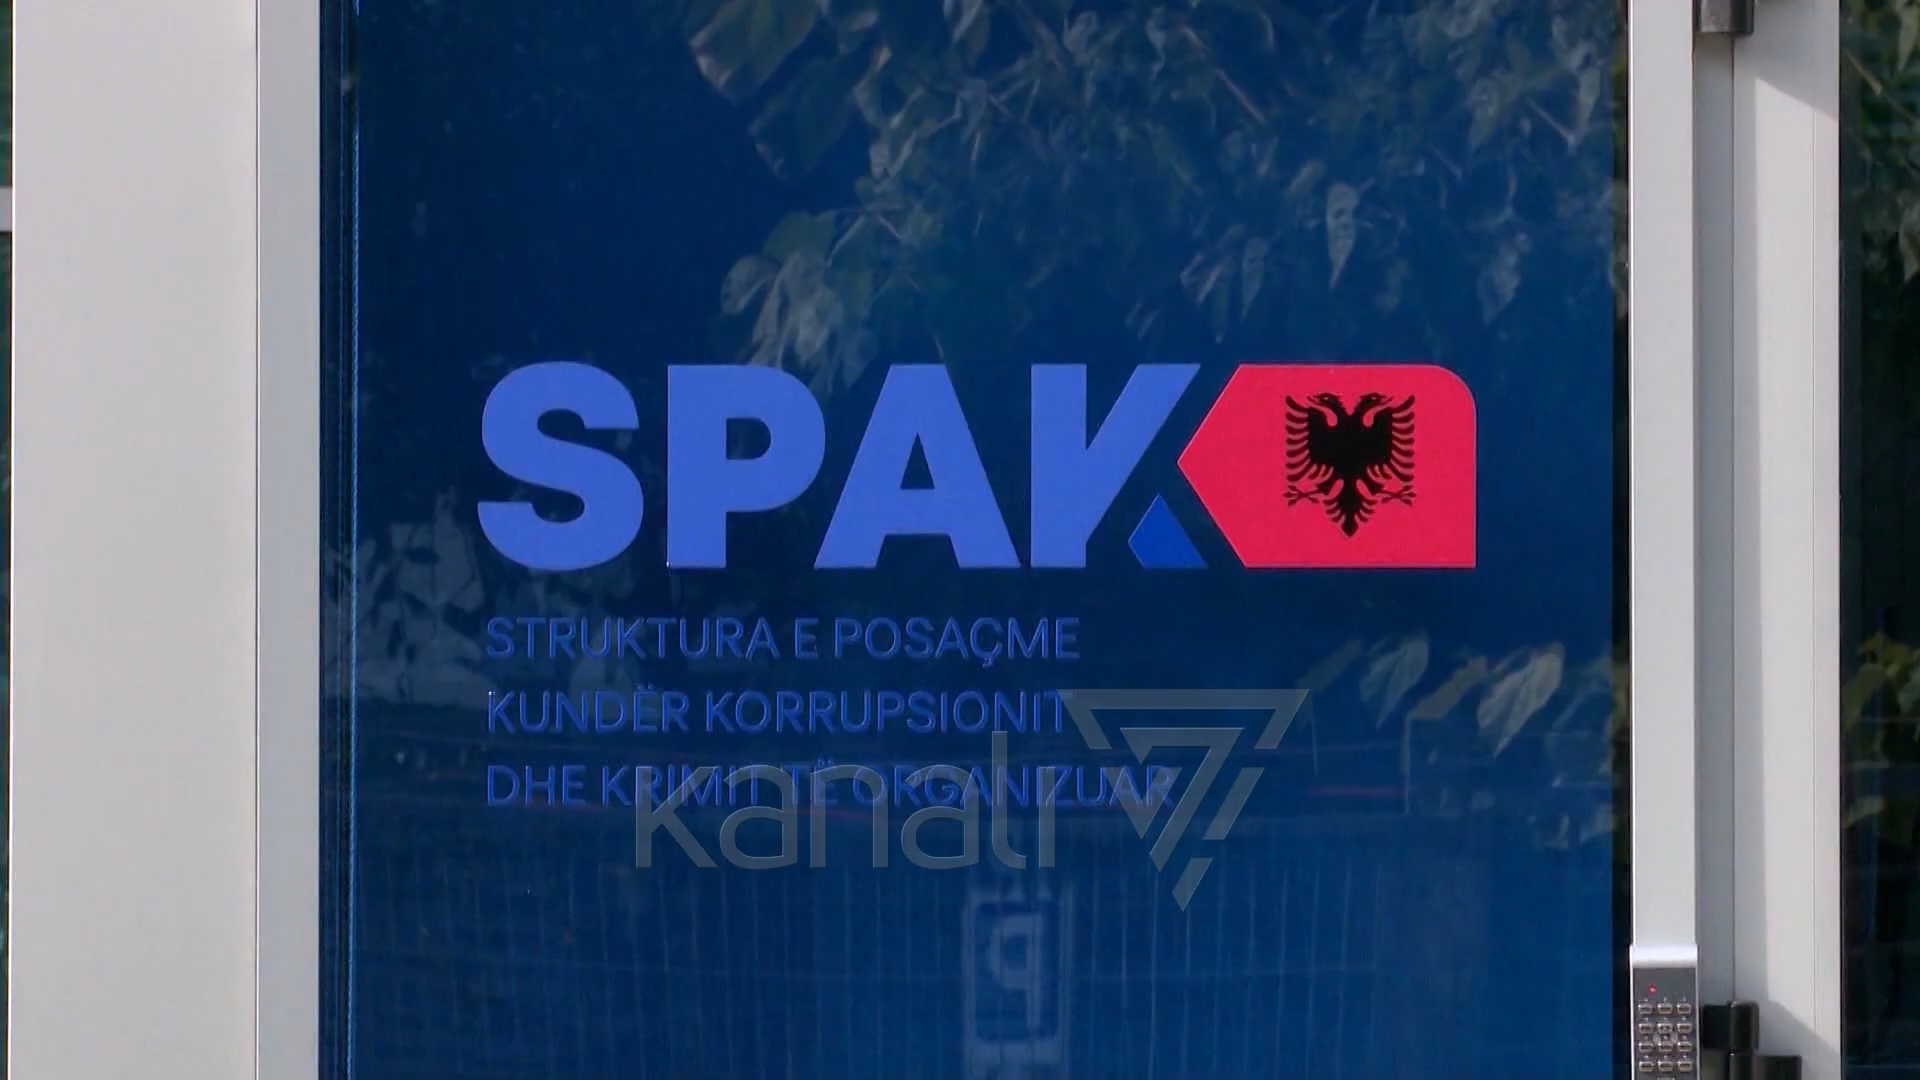 SPAK
STRUKTURA E POSAÇME
KUNDËR KORRUPSIONIT
DHE KRIMIT TË ORGANIZUAR
kanali 7